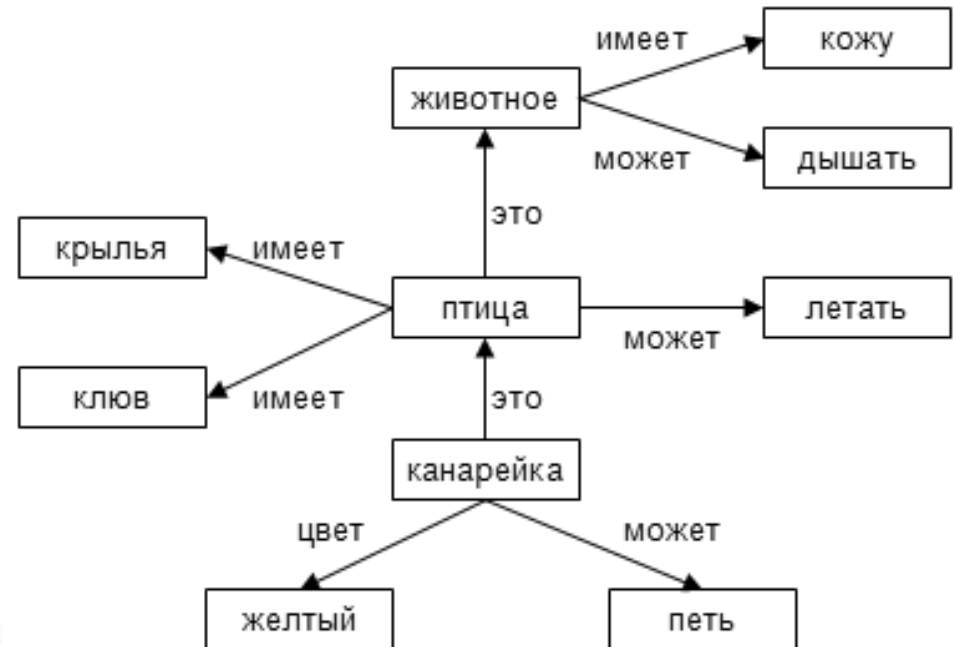 имеет
кожу
животное
может
дышать
это
крылья
имеет
птица
летать
может
клюв
имеет
это
канарейка
цвет
может
желтый
петь